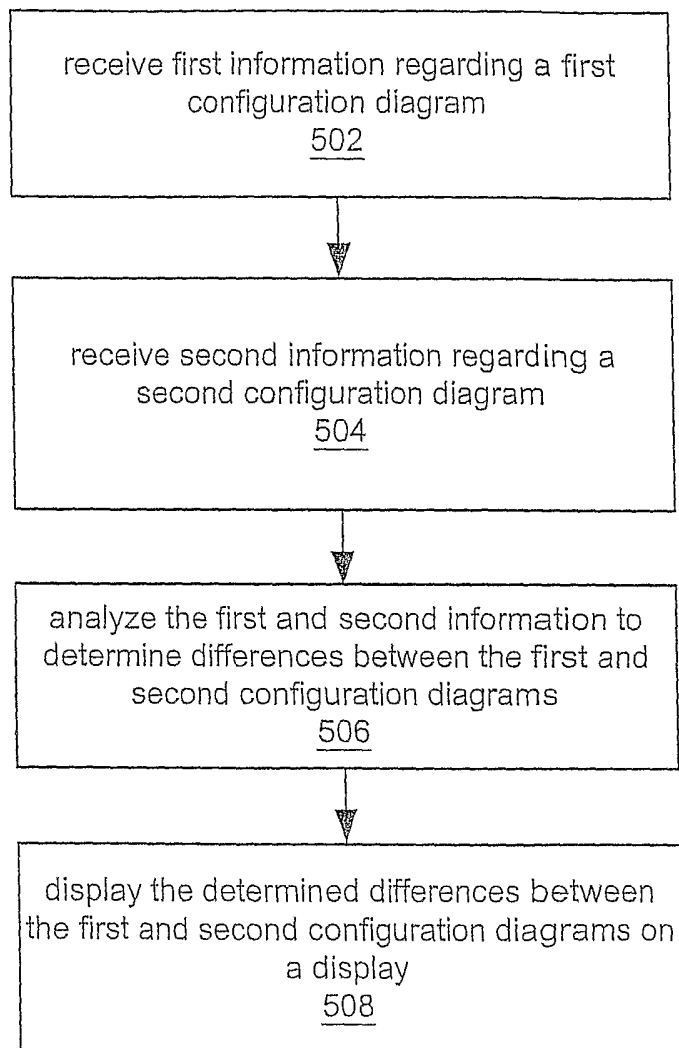 receive first information regarding a first
configuration diagram
502
receive second information regarding a
second configuration diagram
504
analyze the first and second information to
determine differences between the first and
second configuration diagrams
506
display the determined differences between
the first and second configuration diagrams on
a display
508